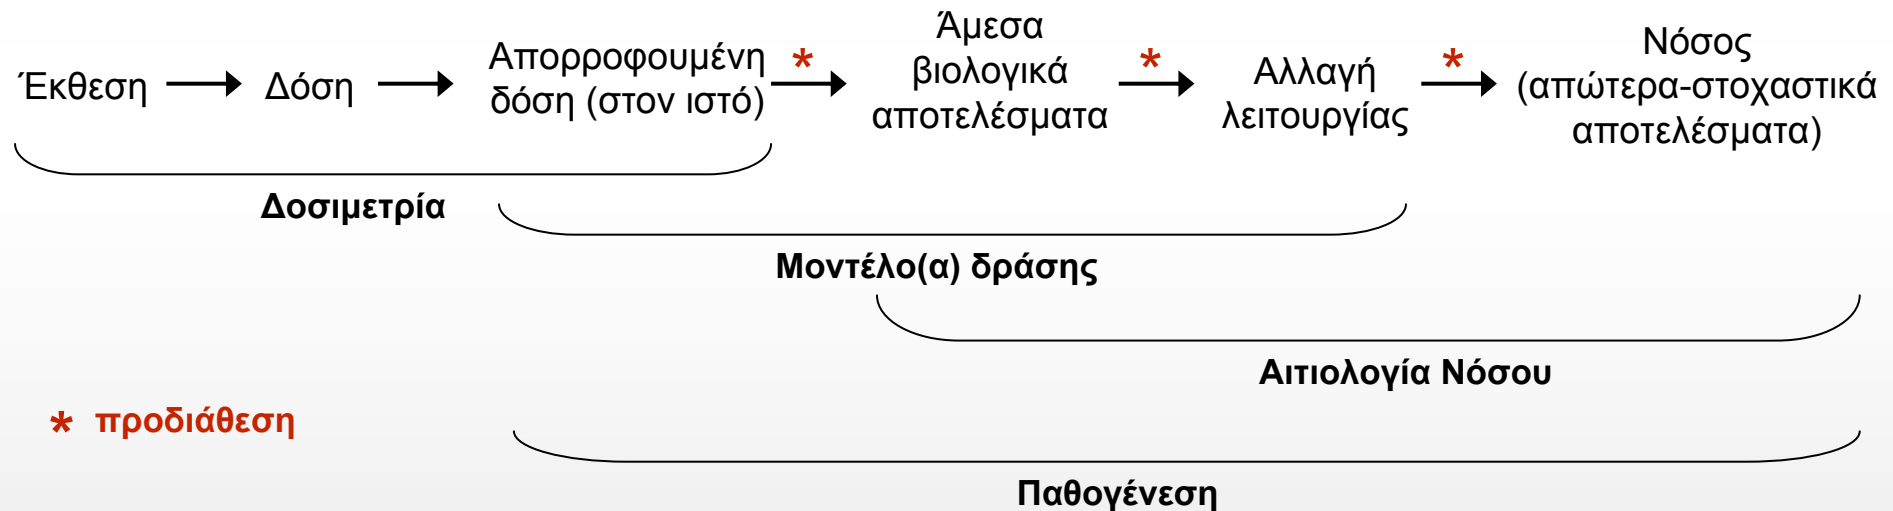 Έκθεση
Δόση
Απορροφουμένη
δόση (στον ιστό)
*
Άμεσα
βιολογικά
αποτελέσματα
*
Αλλαγή
λειτουργίας
*
Νόσος
(απώτερα-στοχαστικά
αποτελέσματα)
Δοσιμετρία
Μοντέλο(α) δράσης
Αιτιολογία Νόσου
* προδιάθεση
Παθογένεση